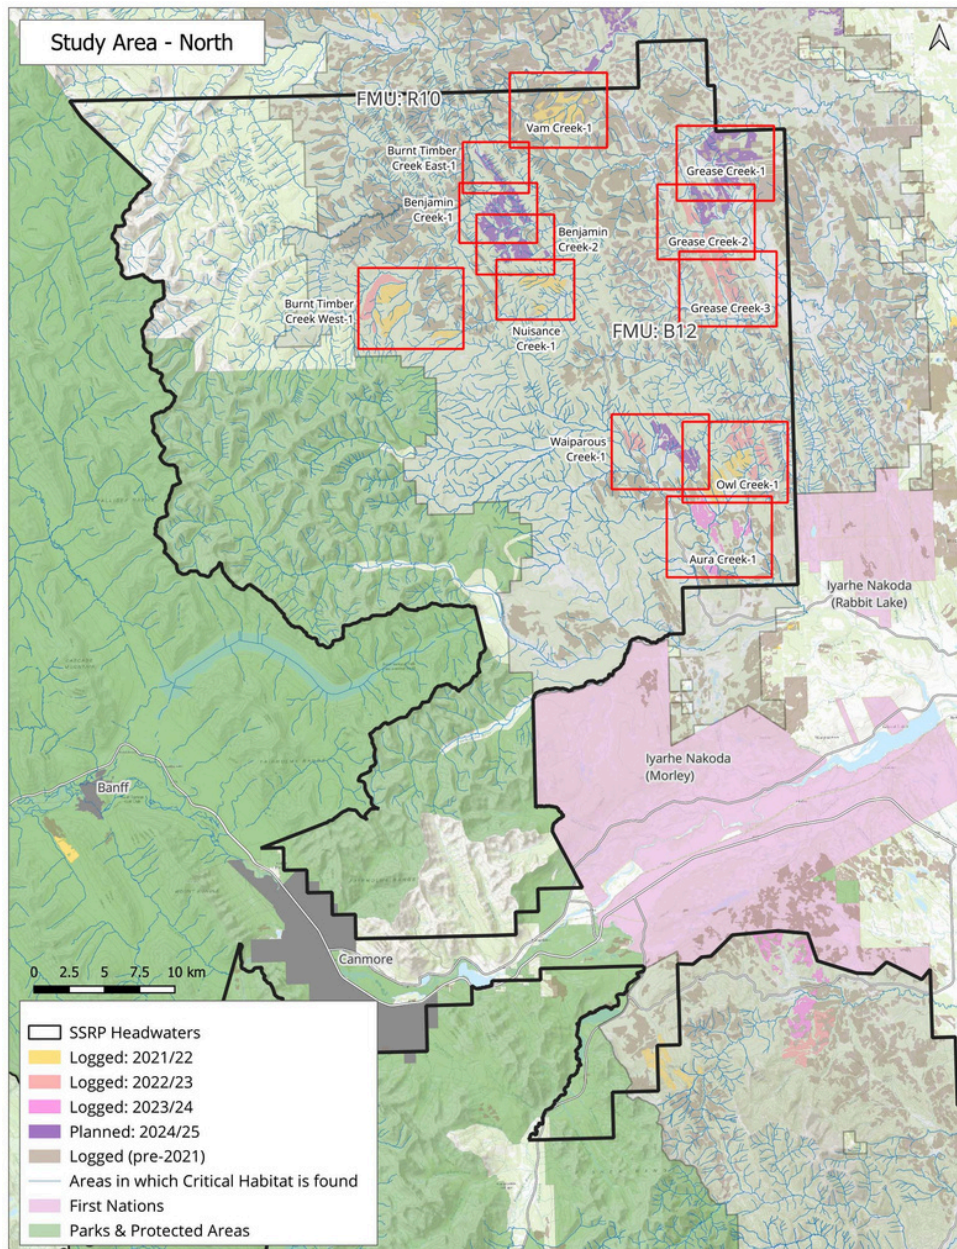 Study Area - North
FMU: R10
Vam Creek-1
Burnt Timber
Creek East-1
Grease Creek-1
Benjamin
Creek-1
Benjamin
Creek-2
Grease Creek-2
Burnt Timber
Creek West-1
Grease Creek-3
Nuisance
Creek-1
FMU: B12
Waiparous
Creek-1
Owl Creek-1
Aura Creek-1
Iyarhe Nakoda
(Rabbit Lake)
Iyarhe Nakoda
(Morley)
Banff
Canmore
0 2.5 5 7.5 10 km
SSRP Headwaters
Logged: 2021/22
Logged: 2022/23
Logged: 2023/24
Planned: 2024/25
Logged (pre-2021)
Areas in which Critical Habitat is found
First Nations
Parks & Protected Areas